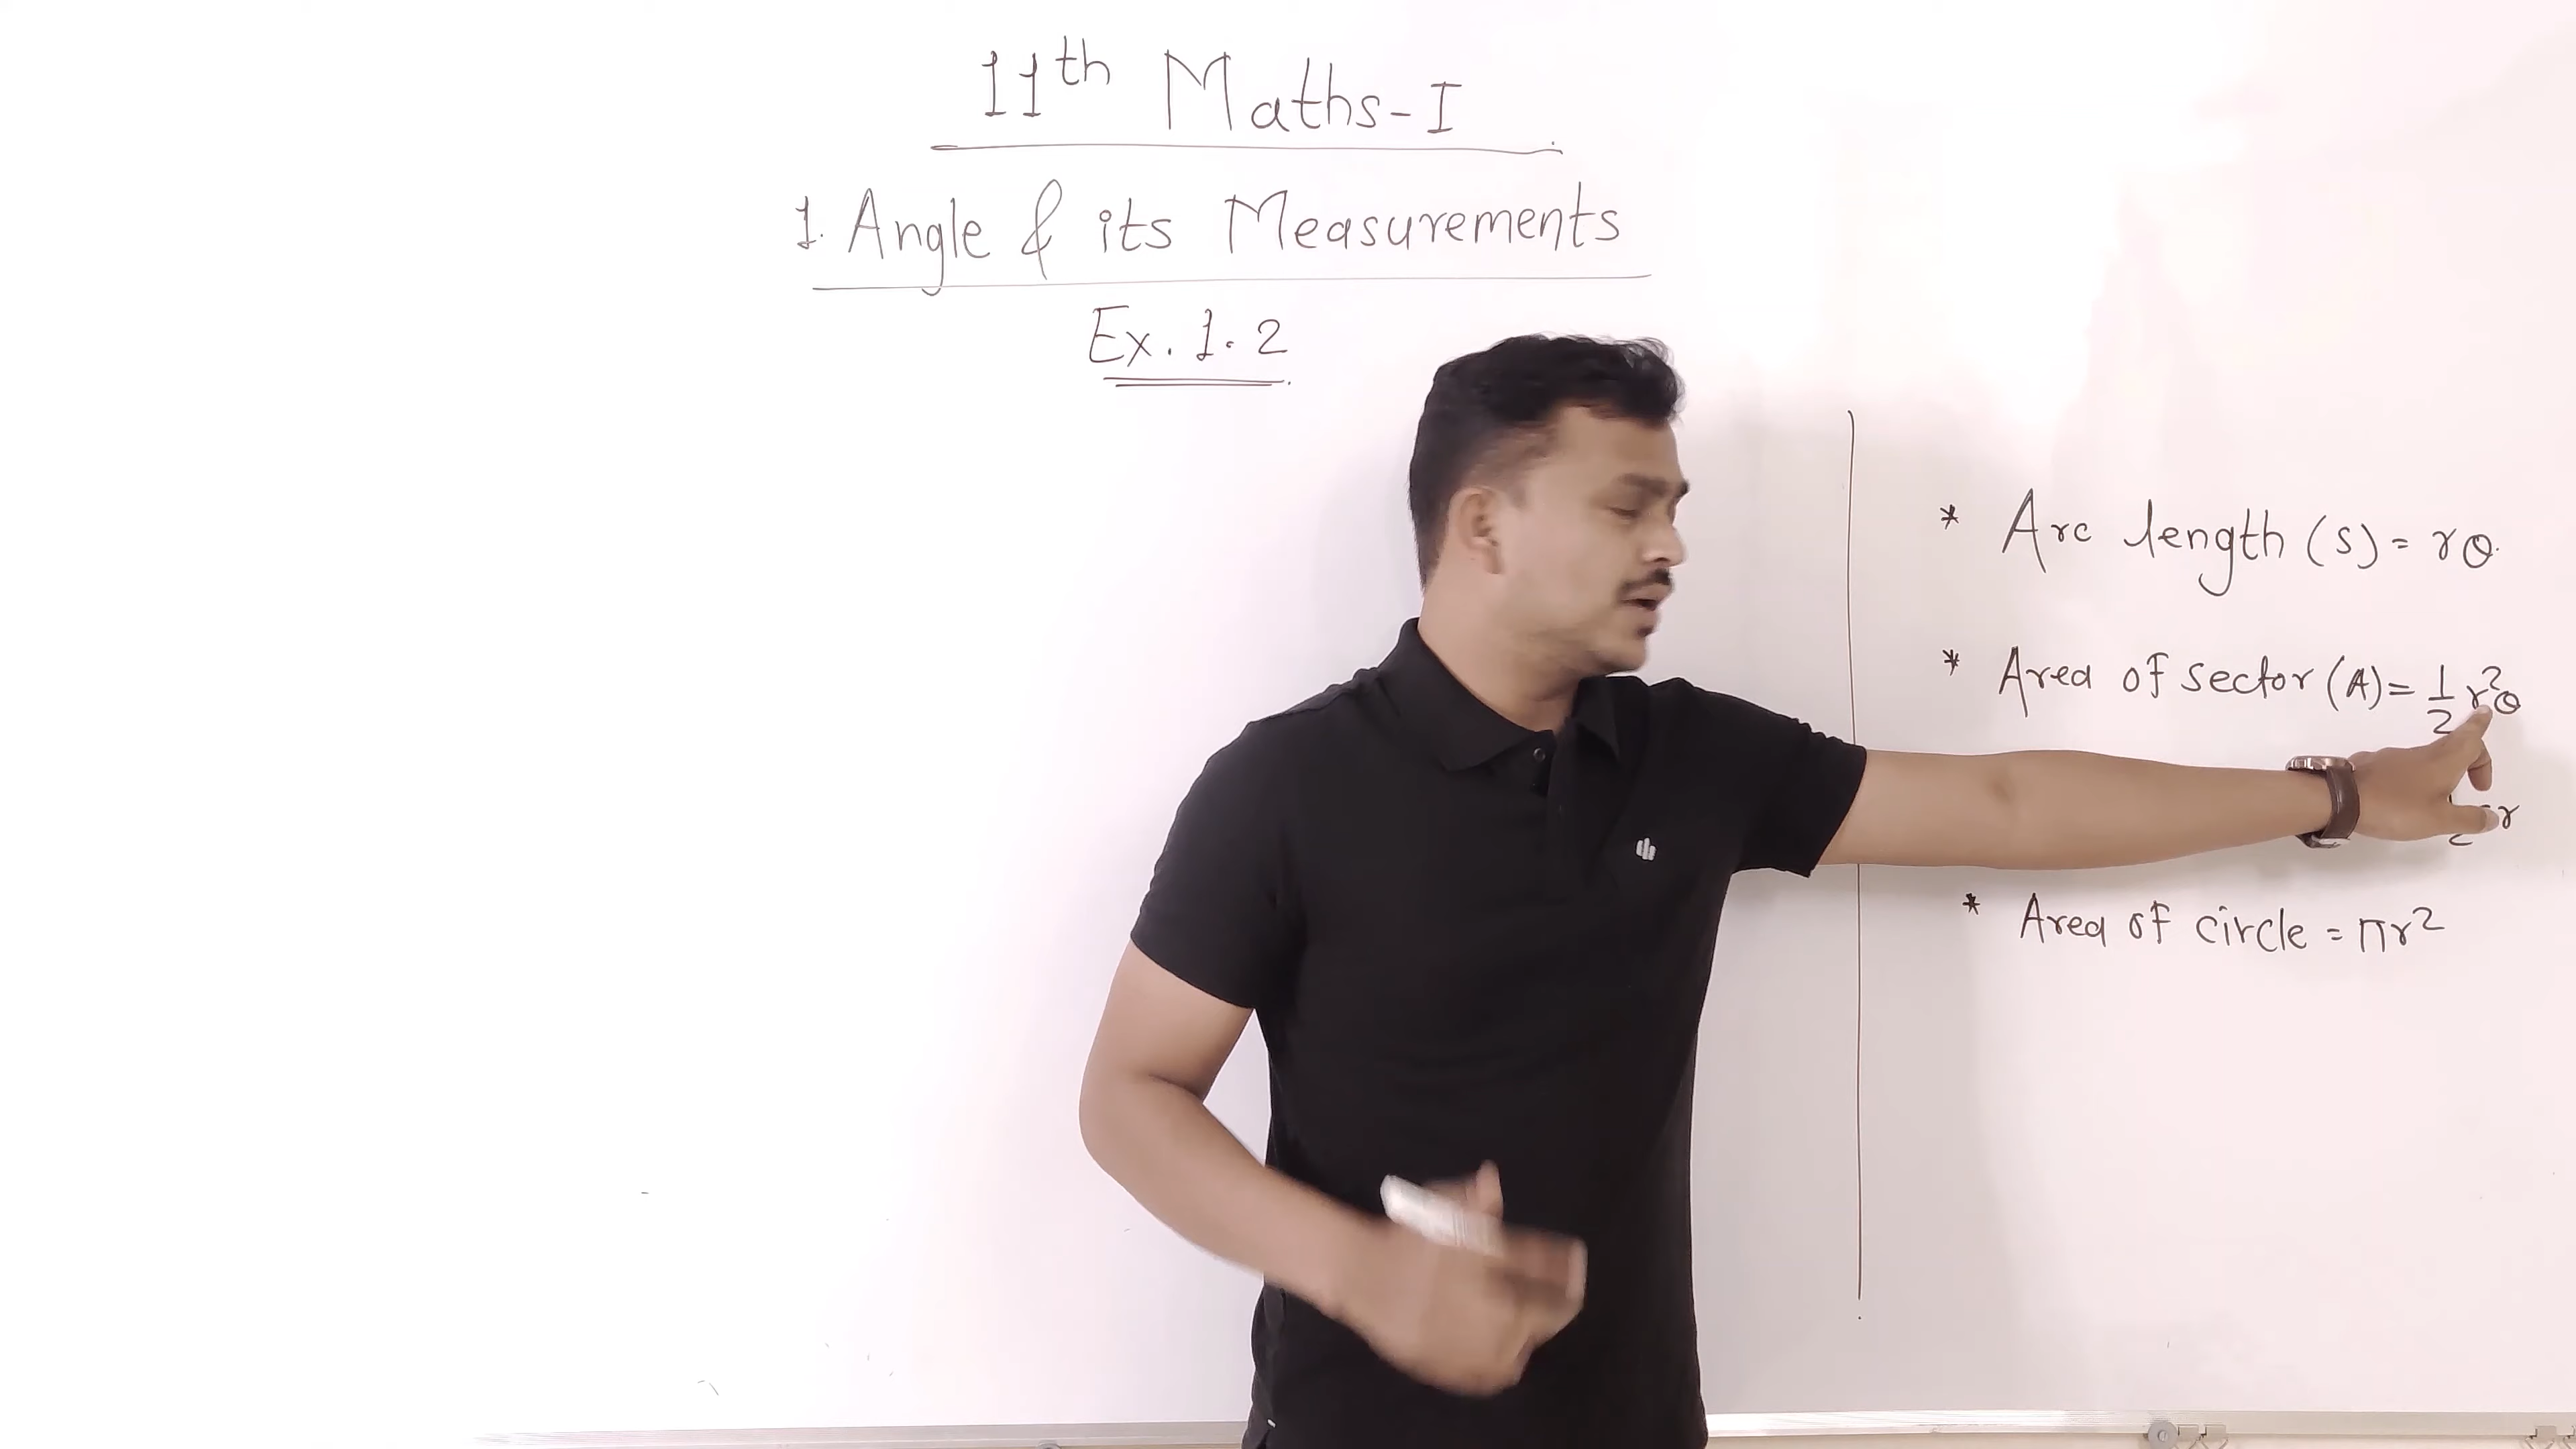 11th Maths-I
1. Angle & its Measurements
Ex. 1.2
* Arc length (s) = rθ
* Area of sector (A) = 1/2 r²θ
r
* Area of circle = πr²